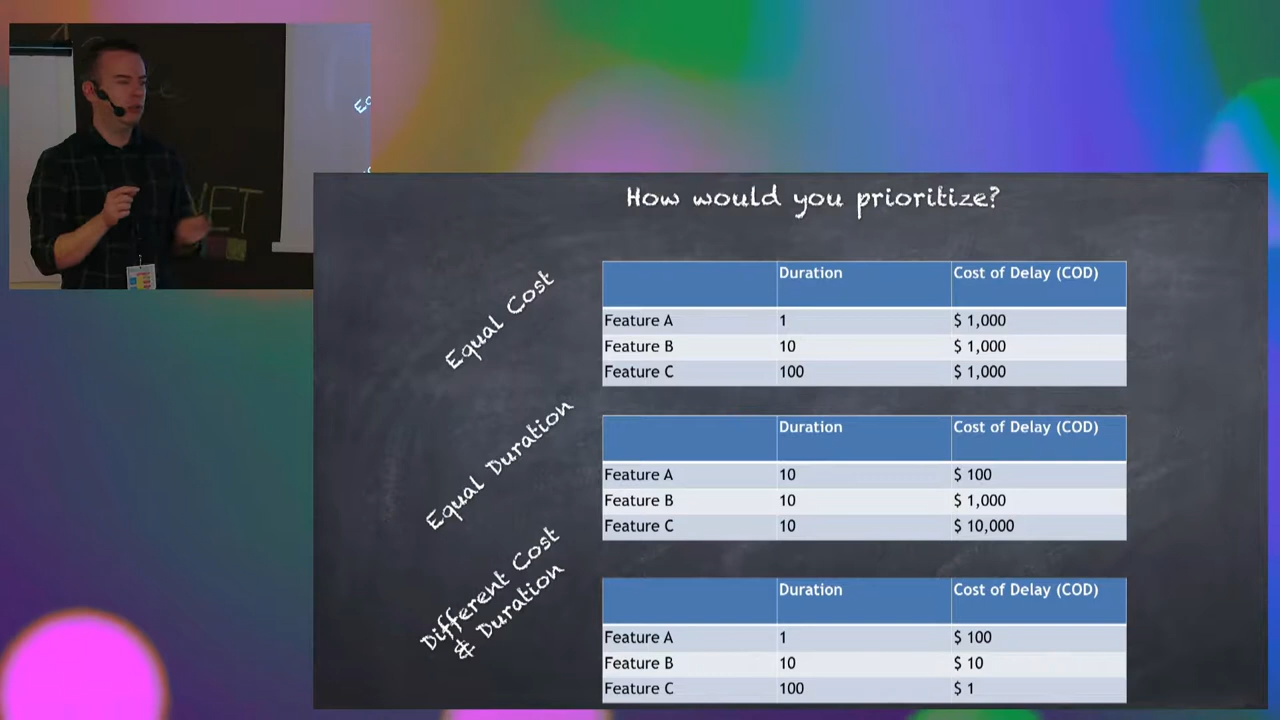 How would you prioritize?
Equal Cost
Duration Cost of Delay (COD)
Feature A 1 $ 1,000
Feature B 10 $ 1,000
Feature C 100 $ 1,000
Equal Duration
Duration Cost of Delay (COD)
Feature A 10 $ 100
Feature B 10 $ 1,000
Feature C 10 $ 10,000
Different Cost
& Duration
Duration Cost of Delay (COD)
Feature A 1 $ 100
Feature B 10 $ 10
Feature C 100 $ 1